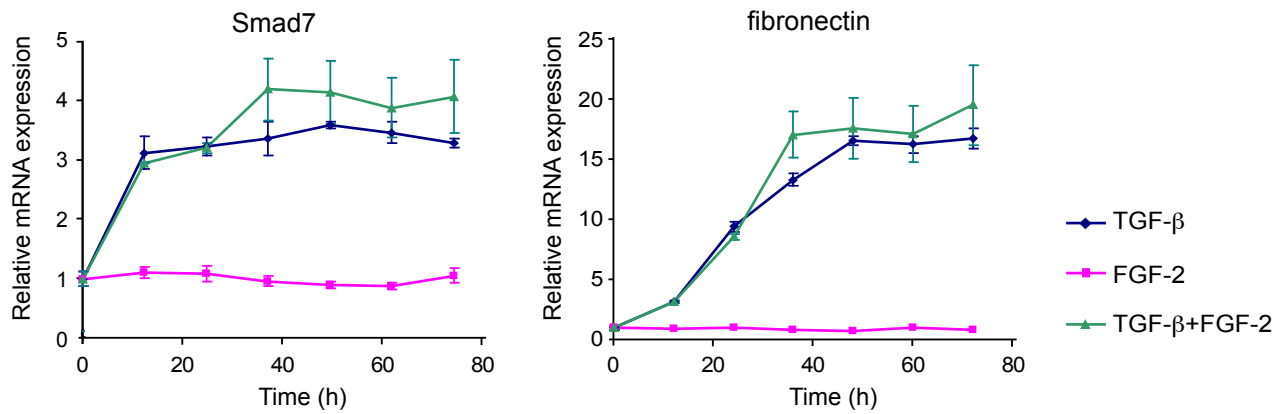 Smad7
Relative mRNA expression
5
4
3
2
1
0
0
20
40
60
80
Time (h)
fibronectin
Relative mRNA expression
25
20
15
10
5
0
0
20
40
60
80
Time (h)
TGF-β
FGF-2
TGF-β+FGF-2